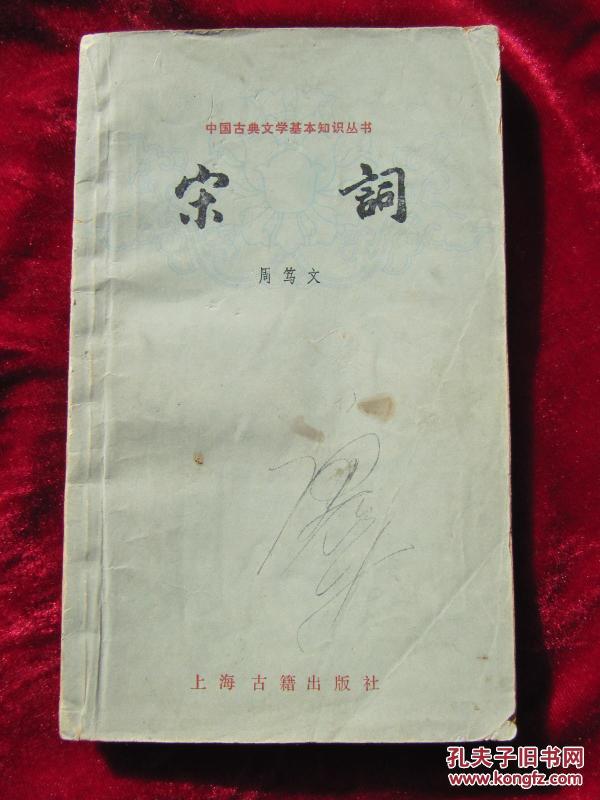 中国古典文学基本知识丛书
宋 詞
周笃文
上海古籍出版社
孔夫子旧书网
www.kongfz.com